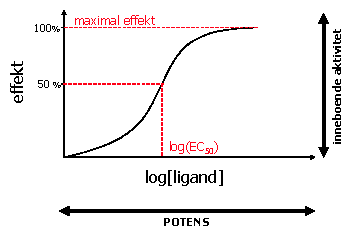 maximal effekt
100%
50 %
effekt
log(EC50)
log[ligand]
inneboende aktivitet
POTENS